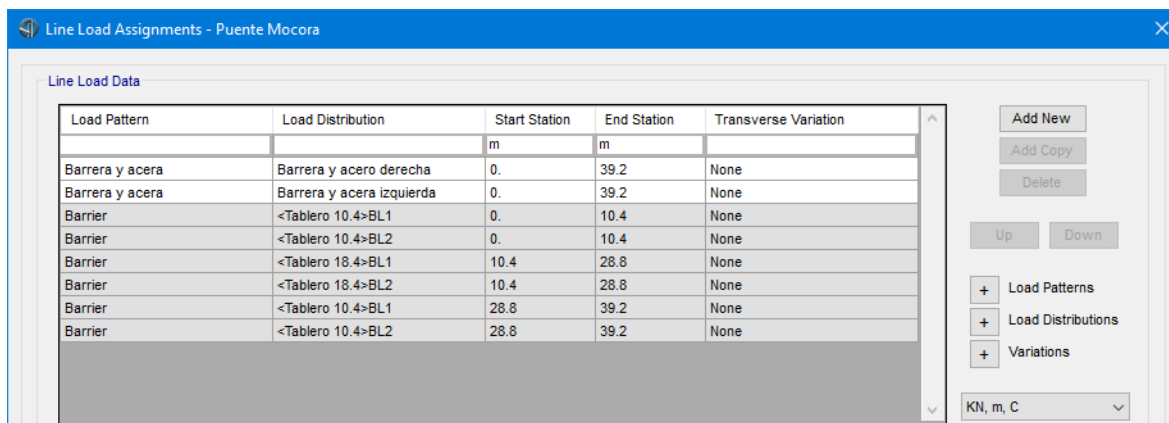 Line Load Assignments - Puente Mocora
Line Load Data
Load Pattern Load Distribution Start Station End Station Transverse Variation
m m
Barrera y acera Barrera y acero derecha 0. 39.2 None
Barrera y acera Barrera y acera izquierda 0. 39.2 None
Barrier <Tablero 10.4>BL1 0. 10.4 None
Barrier <Tablero 10.4>BL2 0. 10.4 None
Barrier <Tablero 18.4>BL1 10.4 28.8 None
Barrier <Tablero 18.4>BL2 10.4 28.8 None
Barrier <Tablero 10.4>BL1 28.8 39.2 None
Barrier <Tablero 10.4>BL2 28.8 39.2 None
Add New
Add Copy
Delete
Up Down
+ Load Patterns
+ Load Distributions
+ Variations
KN, m, C